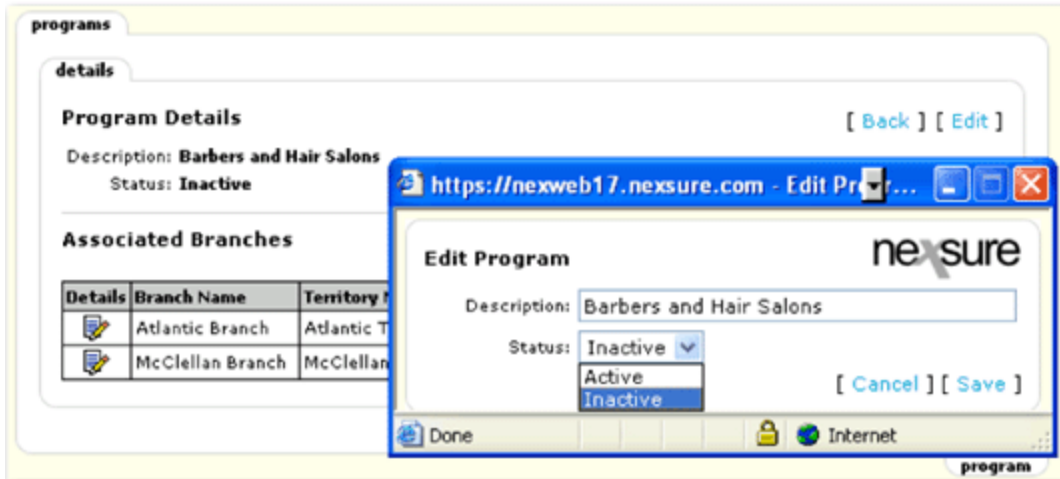 programs
details
Program Details
[ Back ] [ Edit ]
Description: Barbers and Hair Salons
Status: Inactive
Associated Branches
Details Branch Name Territory
Atlantic Branch Atlantic
McClellan Branch McClellan
https://nexweb17.nexsure.com - Edit
Edit Program
nexsure
Description: Barbers and Hair Salons
Status: Inactive
Active
Inactive
[ Cancel ] [ Save ]
Done
Internet
program